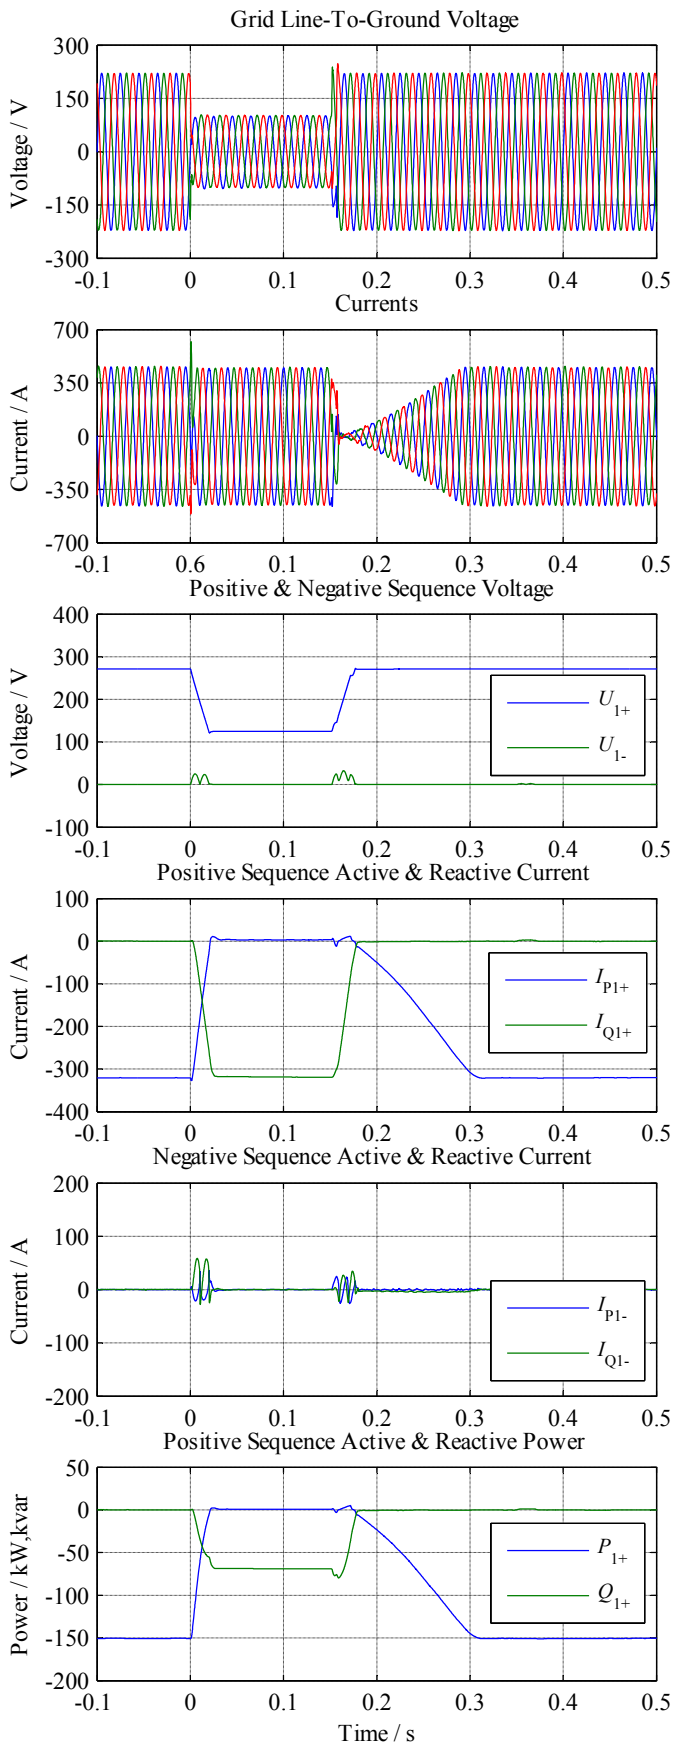 Grid Line-To-Ground Voltage
Voltage / V
300
150
0
-150
-300
-0.1 0 0.1 0.2 0.3 0.4 0.5
Currents
Current / A
700
350
0
-350
-700
-0.1 0.6 0.1 0.2 0.3 0.4 0.5
Positive & Negative Sequence Voltage
Voltage / V
400
300
200
100
0
-100
U1+
U1-
-0.1 0 0.1 0.2 0.3 0.4 0.5
Positive Sequence Active & Reactive Current
Current / A
100
0
-100
-200
-300
-400
IP1+
IQ1+
-0.1 0 0.1 0.2 0.3 0.4 0.5
Negative Sequence Active & Reactive Current
Current / A
200
100
0
-100
-200
IP1-
IQ1-
-0.1 0 0.1 0.2 0.3 0.4 0.5
Positive Sequence Active & Reactive Power
Power / kW,kvar
50
0
-50
-100
-150
-200
P1+
Q1+
-0.1 0 0.1 0.2 0.3 0.4 0.5
Time / s